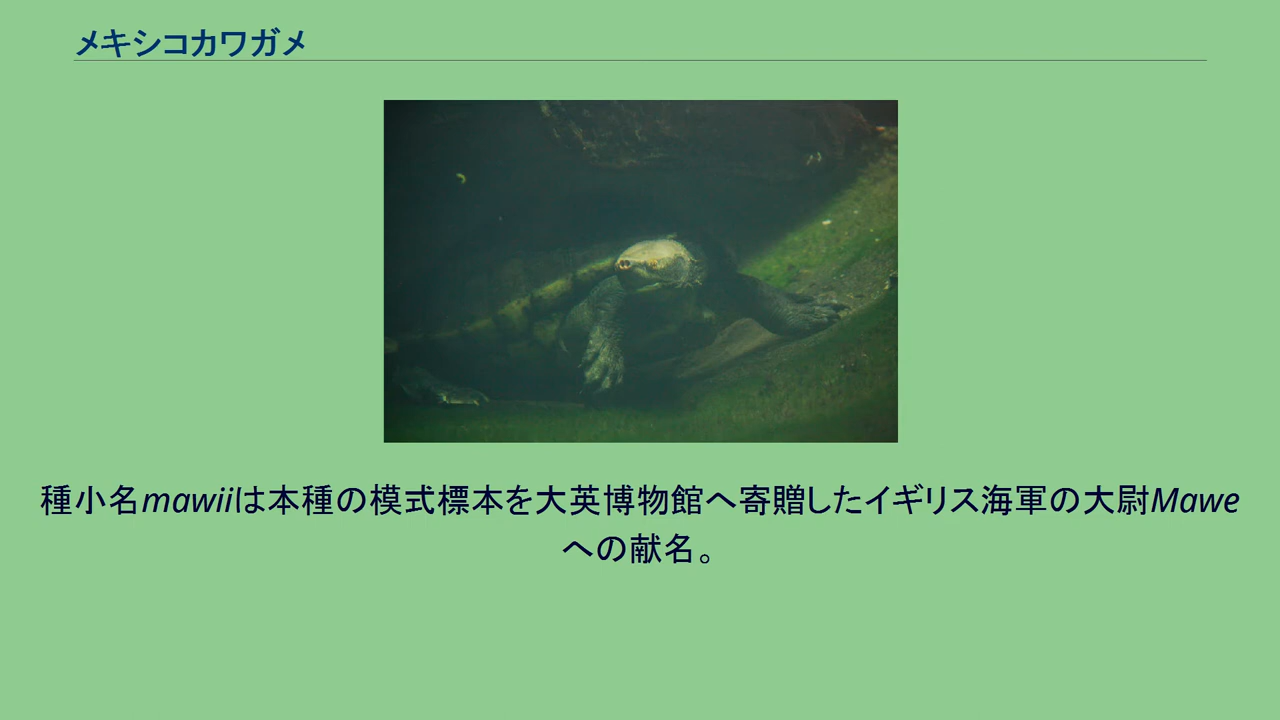 メキシコカワガメ
種小名mawiiは本種の模式標本を大英博物館へ寄贈したイギリス海軍の大尉Mawe
への献名。